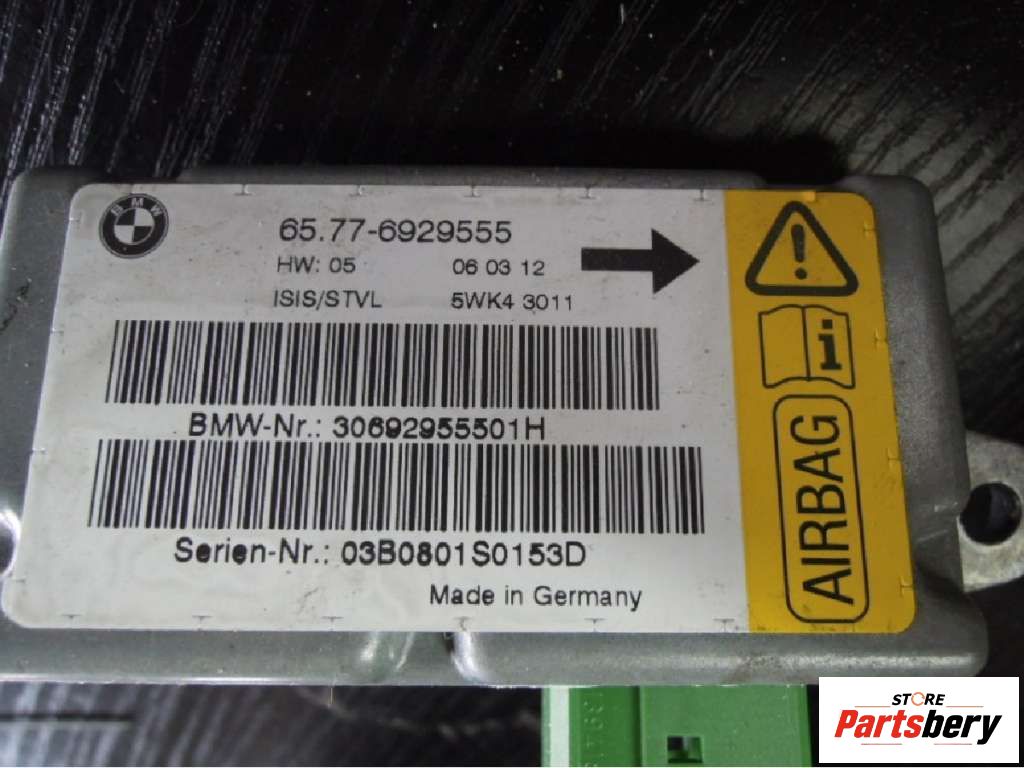 BMW
65.77-6929555
HW: 05 06 03 12
ISIS/STVL 5WK4 3011
BMW-Nr.: 30692955501H
Serien-Nr.: 03B0801S0153D
Made in Germany
i
AIRBAG
STORE
Partsbery